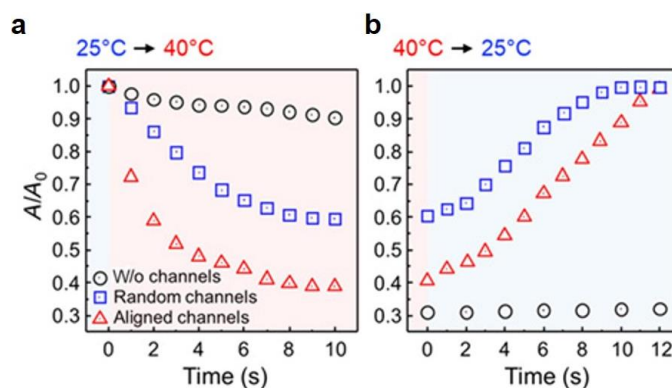 a
b
25°C → 40°C
40°C → 25°C
A/A₀
1.0
0.9
0.8
0.7
0.6
0.5
0.4
0.3
W/o channels
Random channels
Aligned channels
0 2 4 6 8 10
Time (s)
1.0
0.9
0.8
0.7
0.6
0.5
0.4
0.3
0 2 4 6 8 10 12
Time (s)